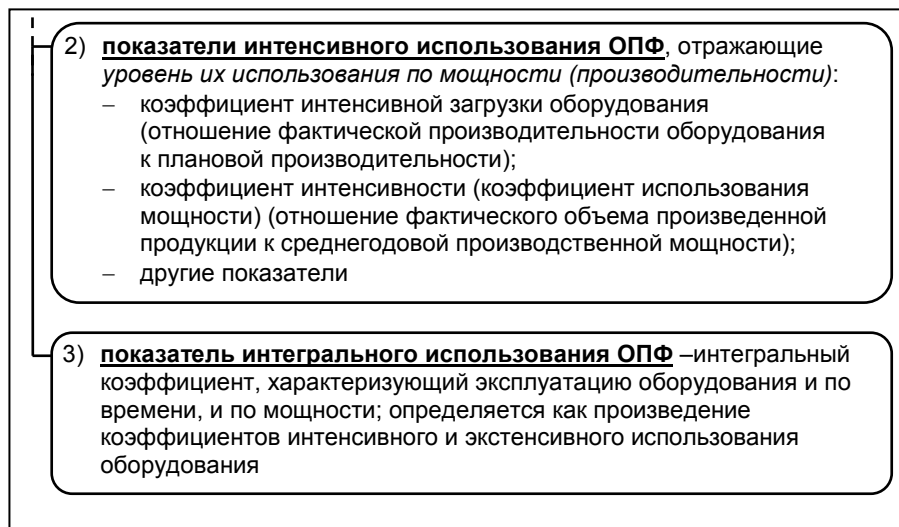 2) показатели интенсивного использования ОПФ, отражающие
уровень их использования по мощности (производительности):
– коэффициент интенсивной загрузки оборудования
(отношение фактической производительности оборудования
к плановой производительности);
– коэффициент интенсивности (коэффициент использования
мощности) (отношение фактического объема произведенной
продукции к среднегодовой производственной мощности);
– другие показатели
3) показатель интегрального использования ОПФ –интегральный
коэффициент, характеризующий эксплуатацию оборудования и по
времени, и по мощности; определяется как произведение
коэффициентов интенсивного и экстенсивного использования
оборудования